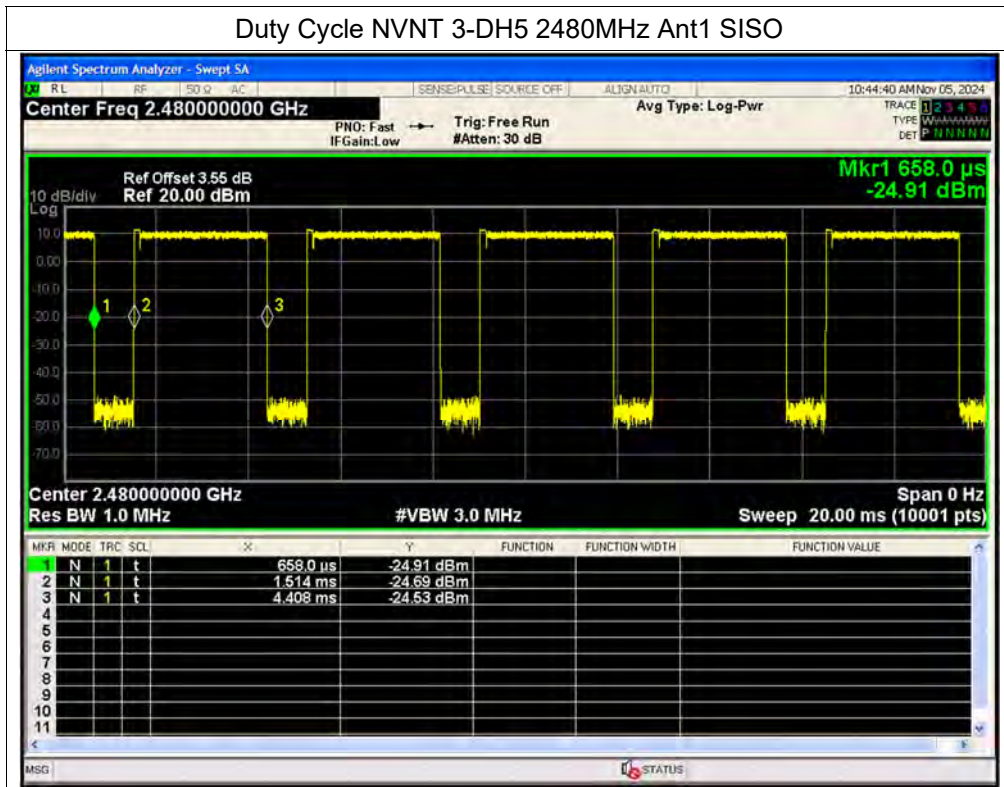 Duty Cycle NVNT 3-DH5 2480MHz Ant1 SISO
Agilent Spectrum Analyzer - Swept SA
RL RF 50 Ω AC SENSE:PULSE SOURCE OFF ALIGN AUTO 10:44:40 AM Nov 05, 2024
Center Freq 2.480000000 GHz Avg Type: Log-Pwr TRACE 1 2 3 4 5 6
PNO: Fast Trig: Free Run TYPE
IFGain:Low #Atten: 30 dB DET P N N N N N
Mkr1 658.0 µs
Ref Offset 3.55 dB
10 dB/div Ref 20.00 dBm -24.91 dBm
Log
10.0
0.00
-10.0
1 2 3
-20.0
-30.0
-40.0
-50.0
-60.0
-70.0
Center 2.480000000 GHz Span 0 Hz
Res BW 1.0 MHz #VBW 3.0 MHz Sweep 20.00 ms (10001 pts)
MKR MODE TRC SCL X Y FUNCTION FUNCTION WIDTH FUNCTION VALUE
1 N 1 t 658.0 µs -24.91 dBm
2 N 1 t 1.514 ms -24.69 dBm
3 N 1 t 4.408 ms -24.53 dBm
4
5
6
7
8
9
10
11
MSG STATUS